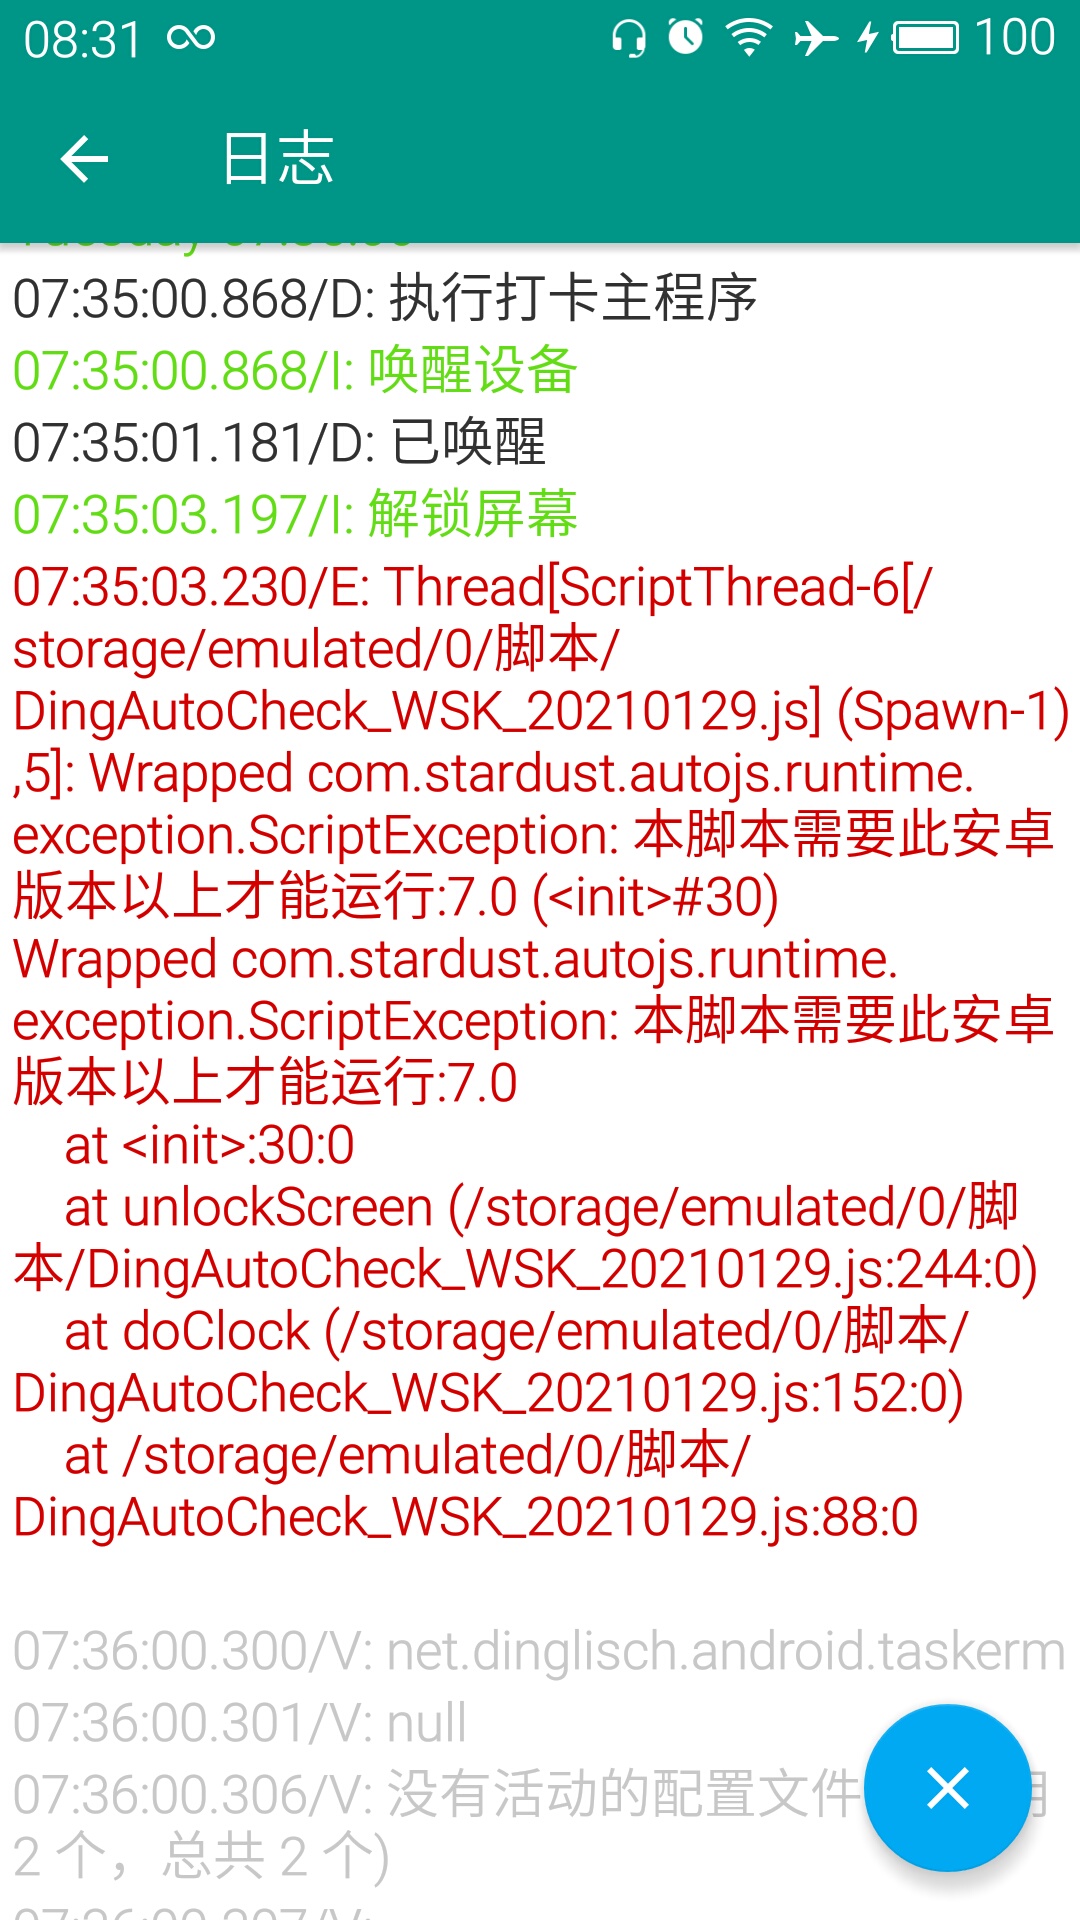 08:31 100
日志
07:35:00.868/D: 执行打卡主程序
07:35:00.868/I: 唤醒设备
07:35:01.181/D: 已唤醒
07:35:03.197/I: 解锁屏幕
07:35:03.230/E: Thread[ScriptThread-6[/
storage/emulated/0/脚本/
DingAutoCheck_WSK_20210129.js] (Spawn-1)
,5]: Wrapped com.stardust.autojs.runtime.
exception.ScriptException: 本脚本需要此安卓
版本以上才能运行:7.0 (<init>#30)
Wrapped com.stardust.autojs.runtime.
exception.ScriptException: 本脚本需要此安卓
版本以上才能运行:7.0
at <init>:30:0
at unlockScreen (/storage/emulated/0/脚
本/DingAutoCheck_WSK_20210129.js:244:0)
at doClock (/storage/emulated/0/脚本/
DingAutoCheck_WSK_20210129.js:152:0)
at /storage/emulated/0/脚本/
DingAutoCheck_WSK_20210129.js:88:0
07:36:00.300/V: net.dinglisch.android.taskerm
07:36:00.301/V: null
07:36:00.306/V: 没有活动的配置文件
2 个，总共 2 个)